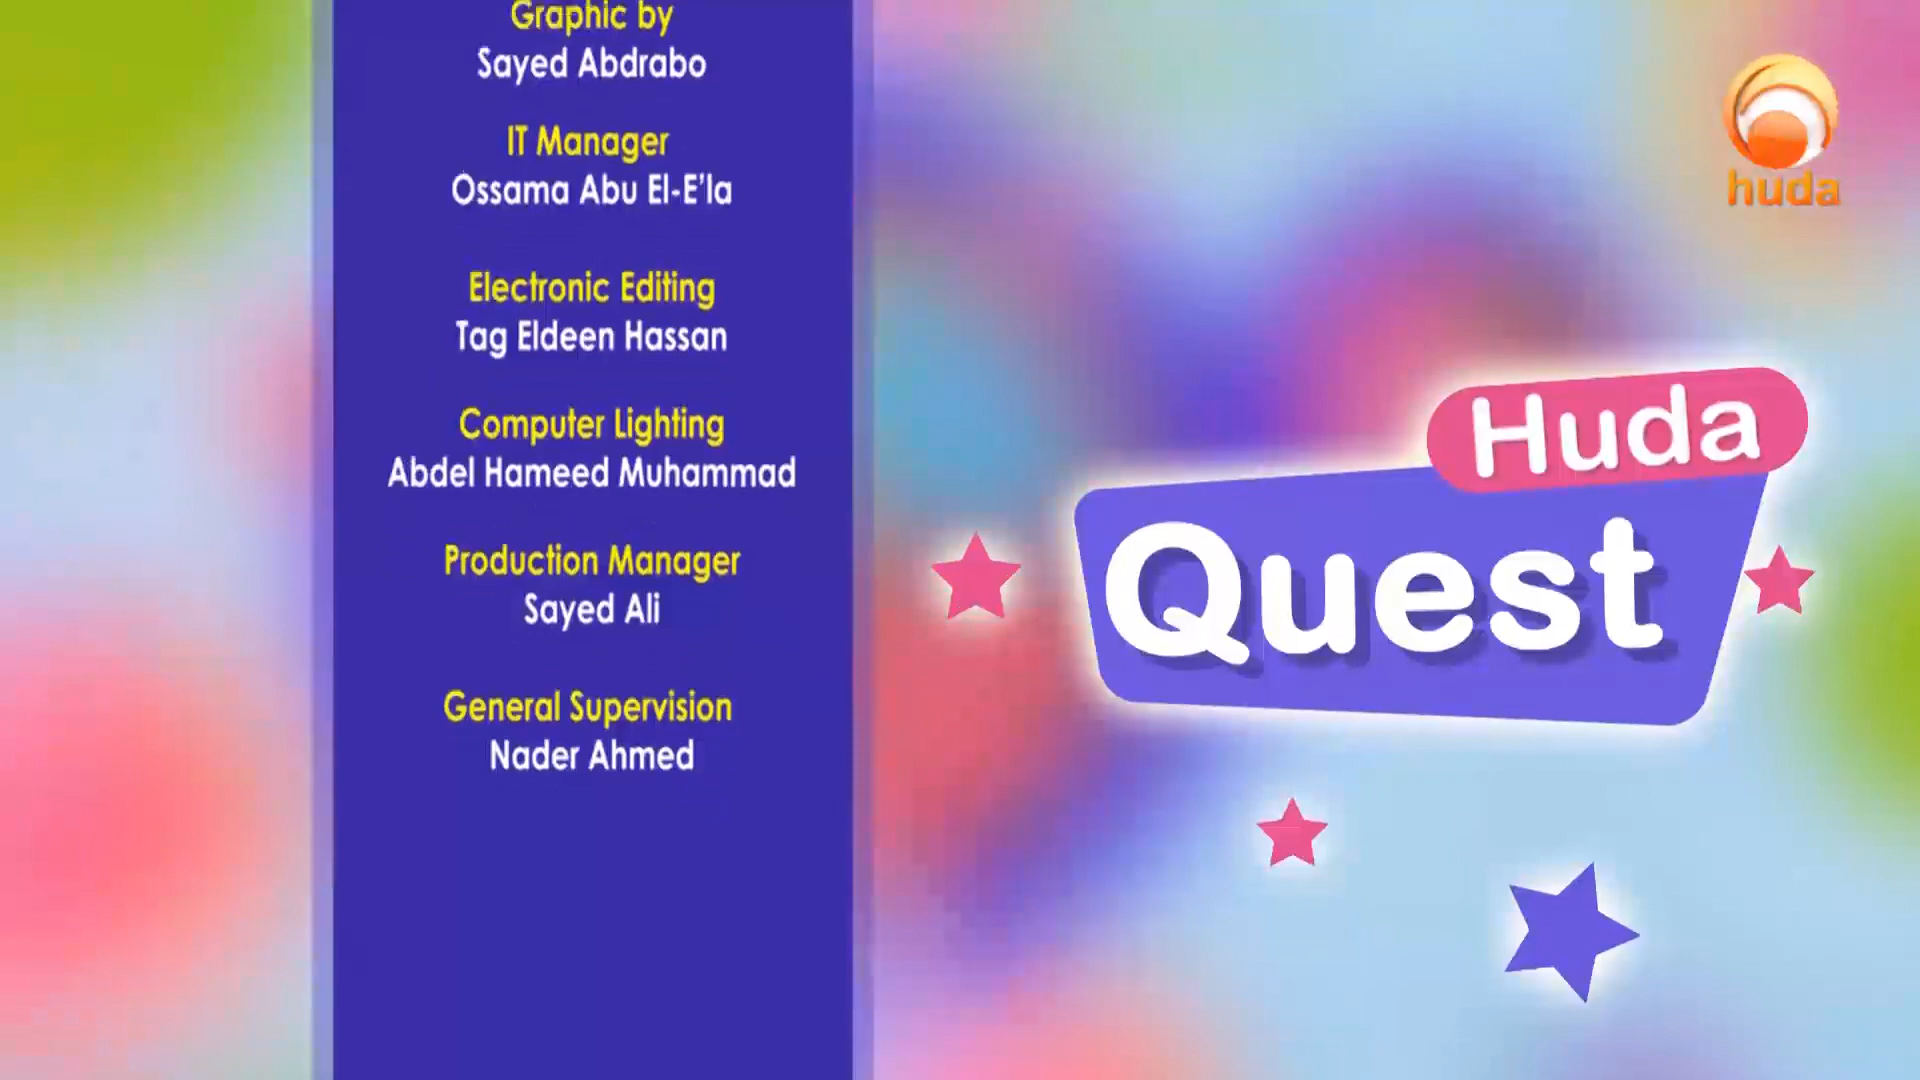 Graphic by
Sayed Abdrabo
IT Manager
Ossama Abu El-E'la
Electronic Editing
Tag Eldeen Hassan
Computer Lighting
Abdel Hameed Muhammad
Production Manager
Sayed Ali
General Supervision
Nader Ahmed
huda
Huda
Quest